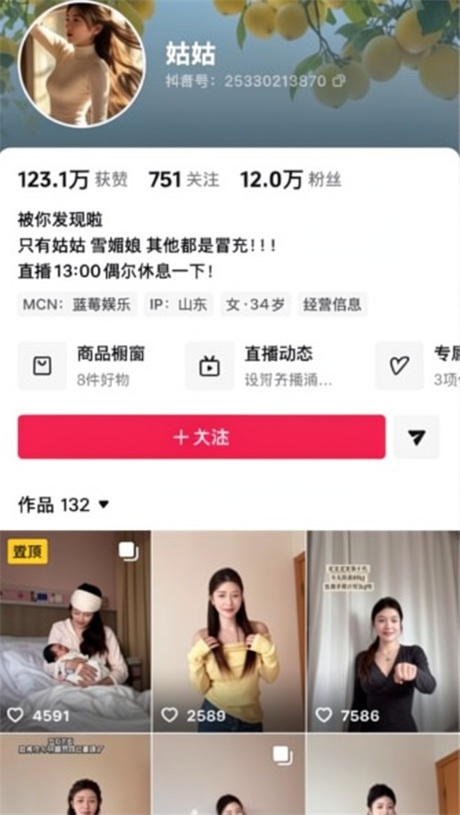 姑姑
抖音号：25330213870
123.1万 获赞 751 关注 12.0万 粉丝
被你发现啦
只有姑姑 雪媚娘 其他都是冒充！！！
直播13:00偶尔休息一下！
MCN：蓝莓娱乐 IP：山东 女·34岁 经营信息
商品橱窗 直播动态 专属
8件好物 3项
作品 132
置顶
4591 2589 7586